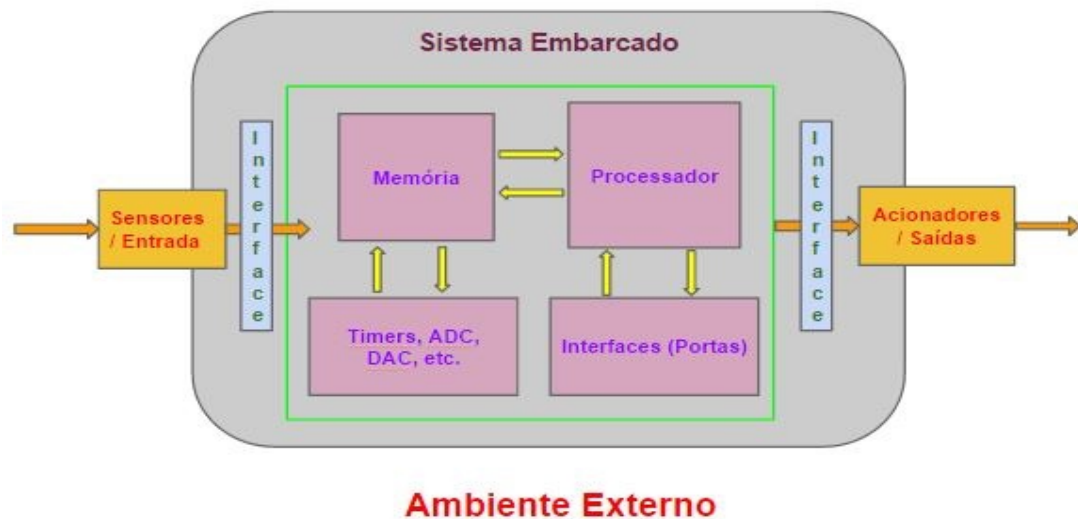 Sistema Embarcado
Interface
Sensores
/ Entrada
Memória
Processador
Timers, ADC,
DAC, etc.
Interfaces (Portas)
Interface
Acionadores
/ Saídas
Ambiente Externo